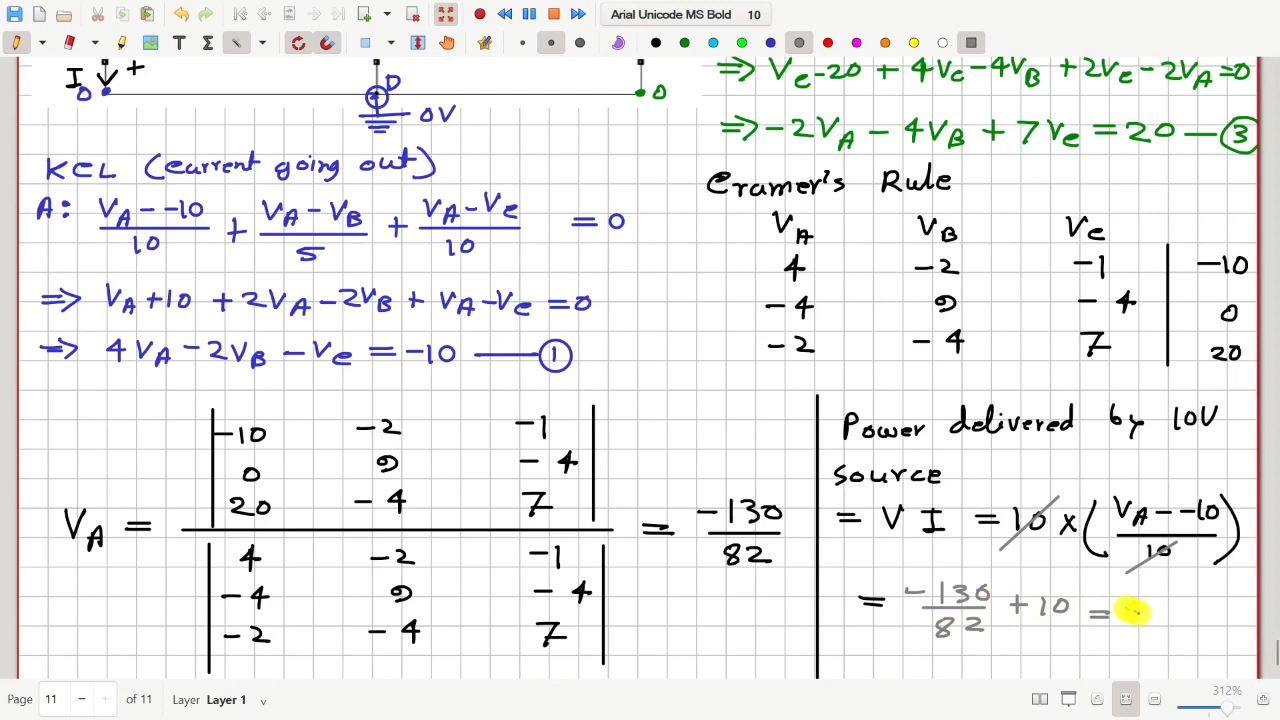 Arial Unicode MS Bold 10
I +
0 D 0
0V
KCL (current going out)
A: (VA - -10)/10 + (VA - VB)/5 + (VA - Vc)/10 = 0
=> VA + 10 + 2VA - 2VB + VA - Vc = 0
=> 4VA - 2VB - Vc = -10 — ①
=> Vc - 20 + 4Vc - 4VB + 2Vc - 2VA = 0
=> -2VA - 4VB + 7Vc = 20 — ③
Cramer's Rule
VA VB Vc
4 -2 -1 | -10
-4 9 -4 | 0
-2 -4 7 | 20
| -10 -2 -1 |
| 0 9 -4 |
| 20 -4 7 |
VA = = -130/82
| 4 -2 -1 |
| -4 9 -4 |
| -2 -4 7 |
Power delivered by 10V
source
= V I = 10 × ((VA - -10)/10)
= -130/82 + 10 =
Page 11 - + of 11 Layer Layer 1 312%